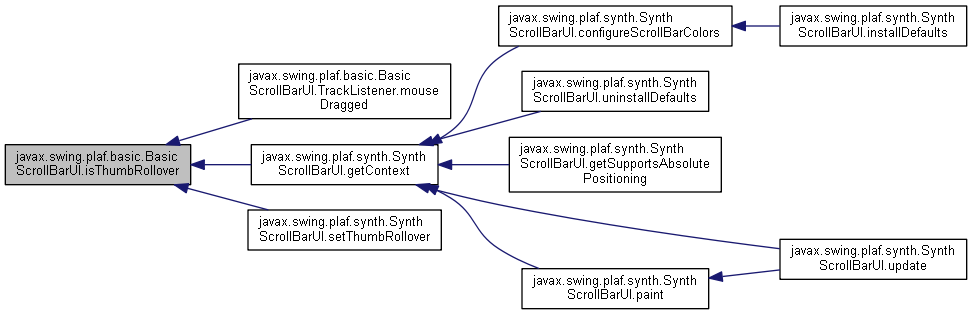 javax.swing.plaf.synth.Synth
ScrollBarUI.configureScrollBarColors
javax.swing.plaf.synth.Synth
ScrollBarUI.installDefaults
javax.swing.plaf.basic.Basic
ScrollBarUI.TrackListener.mouse
Dragged
javax.swing.plaf.synth.Synth
ScrollBarUI.uninstallDefaults
javax.swing.plaf.basic.Basic
ScrollBarUI.isThumbRollover
javax.swing.plaf.synth.Synth
ScrollBarUI.getContext
javax.swing.plaf.synth.Synth
ScrollBarUI.getSupportsAbsolute
Positioning
javax.swing.plaf.synth.Synth
ScrollBarUI.setThumbRollover
javax.swing.plaf.synth.Synth
ScrollBarUI.update
javax.swing.plaf.synth.Synth
ScrollBarUI.paint